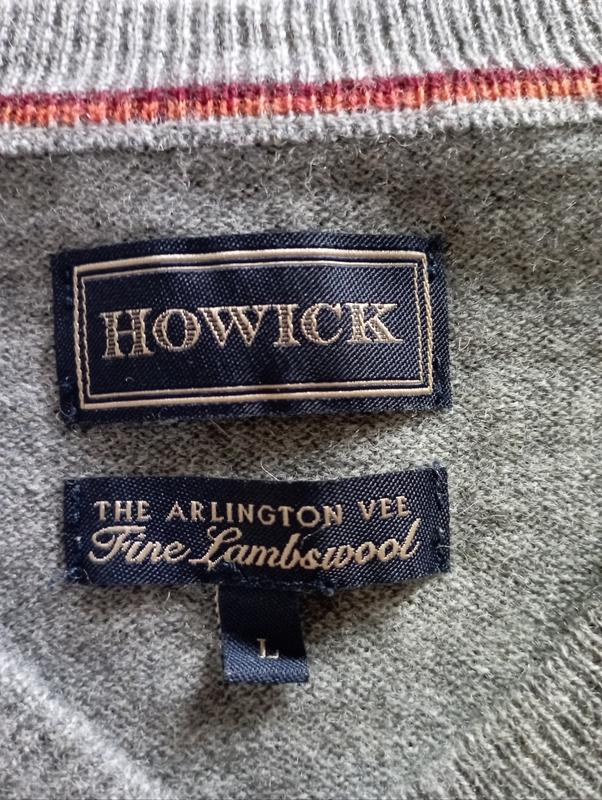 HOWICK
THE ARLINGTON VEE
Fine Lambswool
L